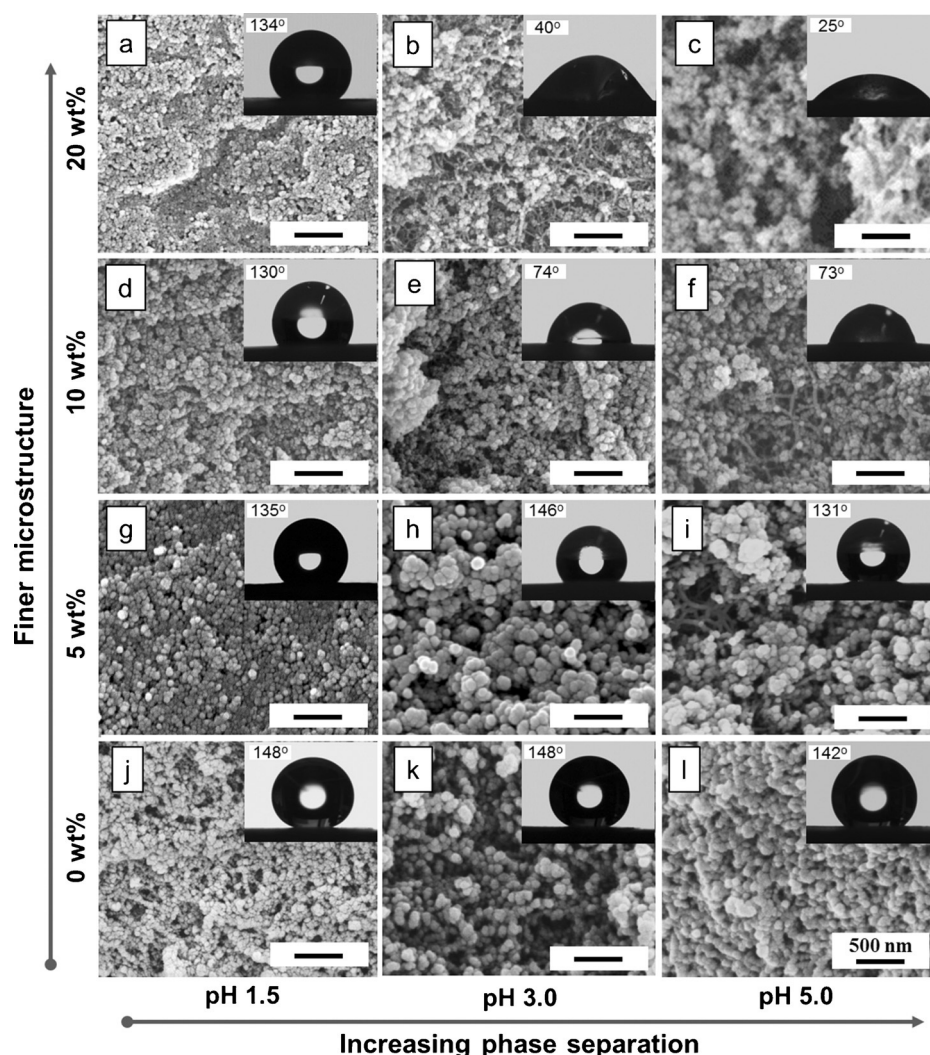 a
134°
b
40°
c
25°
20 wt%
d
130°
e
74°
f
73°
10 wt%
g
135°
h
146°
i
131°
5 wt%
j
148°
k
148°
l
142°
0 wt%
500 nm
Finer microstructure
pH 1.5
pH 3.0
pH 5.0
Increasing phase separation